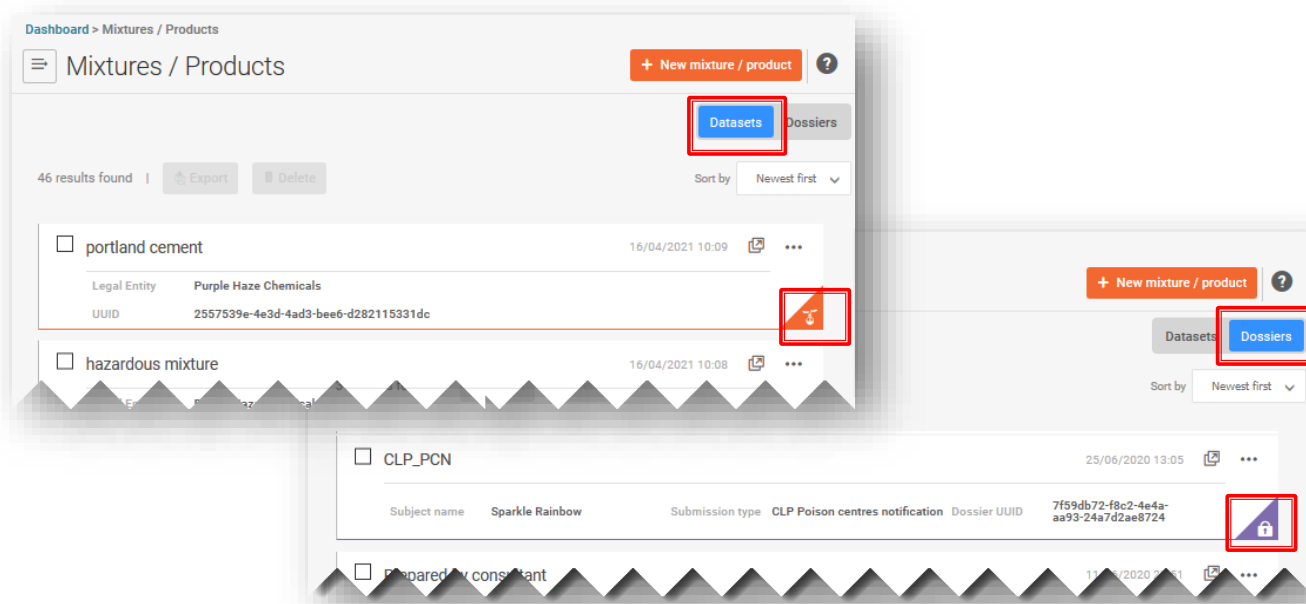 Dashboard > Mixtures / Products
Mixtures / Products
+ New mixture / product
?
Datasets Dossiers
46 results found | Export Delete
Sort by Newest first
portland cement 16/04/2021 10:09
Legal Entity Purple Haze Chemicals
UUID 2557539e-4e3d-4ad3-bee6-d282115331dc
hazardous mixture 16/04/2021 10:08
+ New mixture / product
?
Datasets Dossiers
Sort by Newest first
CLP_PCN 25/06/2020 13:05
Subject name Sparkle Rainbow Submission type CLP Poison centres notification Dossier UUID 7f59db72-f8c2-4e4a-
aa93-24a7d2ae8724
Prepared by consultant